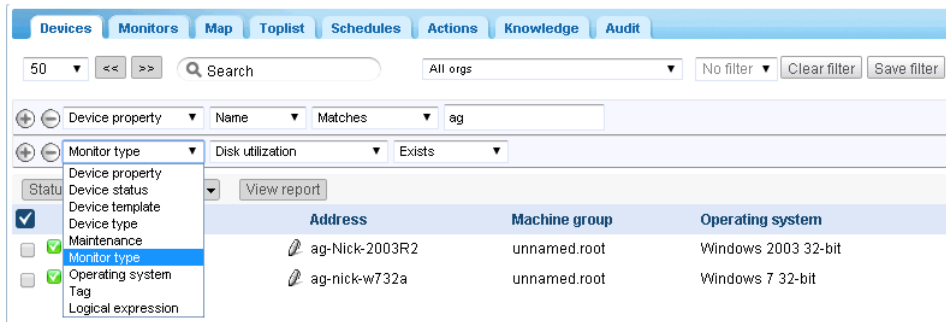 Devices Monitors Map Toplist Schedules Actions Knowledge Audit
50 << >> Search All orgs No filter Clear filter Save filter
Device property Name Matches ag
Monitor type Disk utilization Exists
Device property
Device status
Device template
Device type
Maintenance
Monitor type
Operating system
Tag
Logical expression
View report
Address Machine group Operating system
ag-Nick-2003R2 unnamed.root Windows 2003 32-bit
ag-nick-w732a unnamed.root Windows 7 32-bit